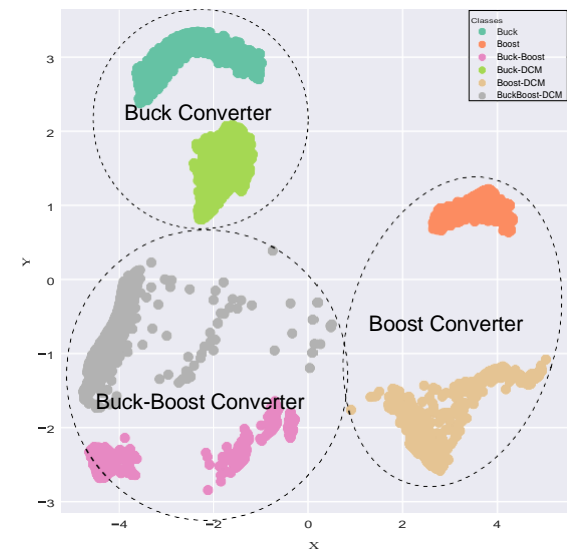 Classes
Buck
Boost
Buck-Boost
Buck-DCM
Boost-DCM
BuckBoost-DCM
3
2
1
0
−1
−2
−3
Y
Buck Converter
Boost Converter
Buck-Boost Converter
−4 −2 0 2 4
X